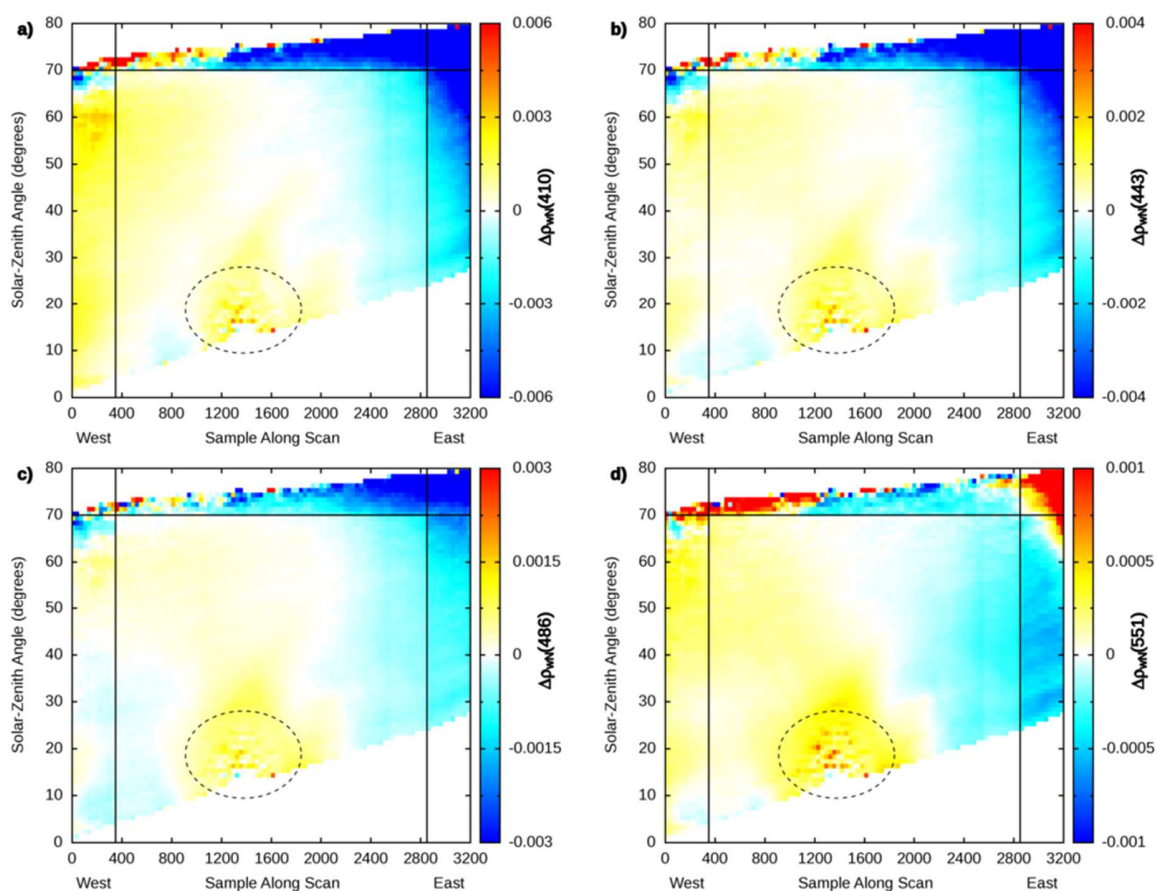 a)
80
70
60
50
40
30
20
10
0
Solar-Zenith Angle (degrees)
0 400 800 1200 1600 2000 2400 2800 3200
West Sample Along Scan East
0.006
0.003
0
-0.003
-0.006
ΔρwN(410)
b)
80
70
60
50
40
30
20
10
0
Solar-Zenith Angle (degrees)
0 400 800 1200 1600 2000 2400 2800 3200
West Sample Along Scan East
0.004
0.002
0
-0.002
-0.004
ΔρwN(443)
c)
80
70
60
50
40
30
20
10
0
Solar-Zenith Angle (degrees)
0 400 800 1200 1600 2000 2400 2800 3200
West Sample Along Scan East
0.003
0.0015
0
-0.0015
-0.003
ΔρwN(486)
d)
80
70
60
50
40
30
20
10
0
Solar-Zenith Angle (degrees)
0 400 800 1200 1600 2000 2400 2800 3200
West Sample Along Scan East
0.001
0.0005
0
-0.0005
-0.001
ΔρwN(551)